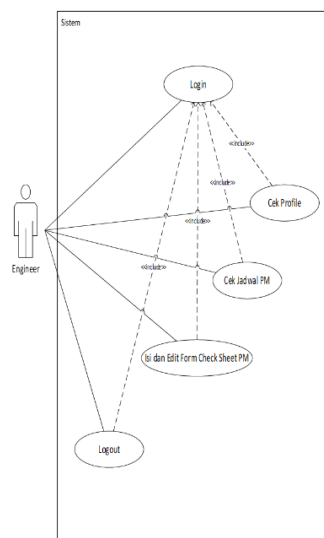 Sistem
Login
<<include>>
<<include>>
Cek Profile
<<include>>
Engineer
<<include>>
Cek Jadwal PM
Isi dan Edit Form Check Sheet PM
Logout